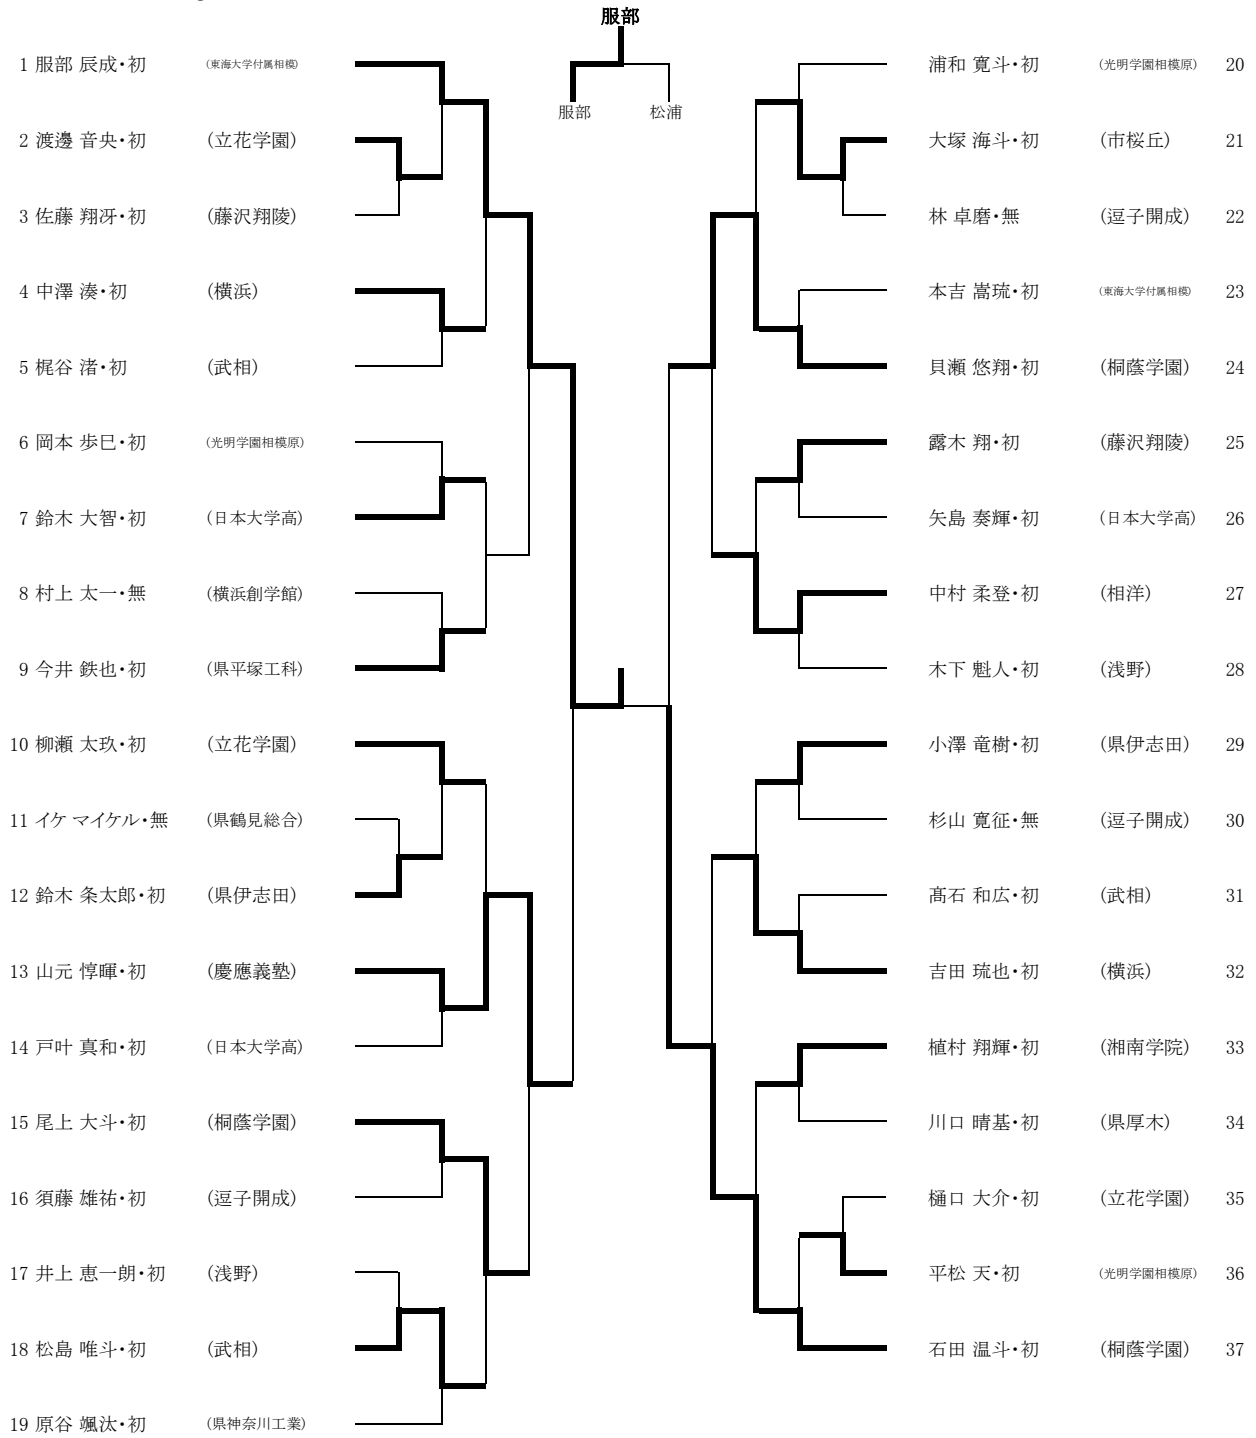 服部
服部 松浦
1 服部 辰成・初 (東海大学付属相模)
2 渡邊 音央・初 (立花学園)
3 佐藤 翔冴・初 (藤沢翔陵)
4 中澤 湊・初 (横浜)
5 梶谷 渚・初 (武相)
6 岡本 歩巳・初 (光明学園相模原)
7 鈴木 大智・初 (日本大学高)
8 村上 太一・無 (横浜創学館)
9 今井 鉄也・初 (県平塚工科)
10 柳瀬 太玖・初 (立花学園)
11 イケ マイケル・無 (県鶴見総合)
12 鈴木 条太郎・初 (県伊志田)
13 山元 惇暉・初 (慶應義塾)
14 戸叶 真和・初 (日本大学高)
15 尾上 大斗・初 (桐蔭学園)
16 須藤 雄祐・初 (逗子開成)
17 井上 恵一朗・初 (浅野)
18 松島 唯斗・初 (武相)
19 原谷 颯汰・初 (県神奈川工業)
浦和 寛斗・初 (光明学園相模原) 20
大塚 海斗・初 (市桜丘) 21
林 卓磨・無 (逗子開成) 22
本吉 嵩琉・初 (東海大学付属相模) 23
貝瀬 悠翔・初 (桐蔭学園) 24
露木 翔・初 (藤沢翔陵) 25
矢島 奏輝・初 (日本大学高) 26
中村 柔登・初 (相洋) 27
木下 魁人・初 (浅野) 28
小澤 竜樹・初 (県伊志田) 29
杉山 寛征・無 (逗子開成) 30
髙石 和広・初 (武相) 31
吉田 琉也・初 (横浜) 32
植村 翔輝・初 (湘南学院) 33
川口 晴基・初 (県厚木) 34
樋口 大介・初 (立花学園) 35
平松 天・初 (光明学園相模原) 36
石田 温斗・初 (桐蔭学園) 37